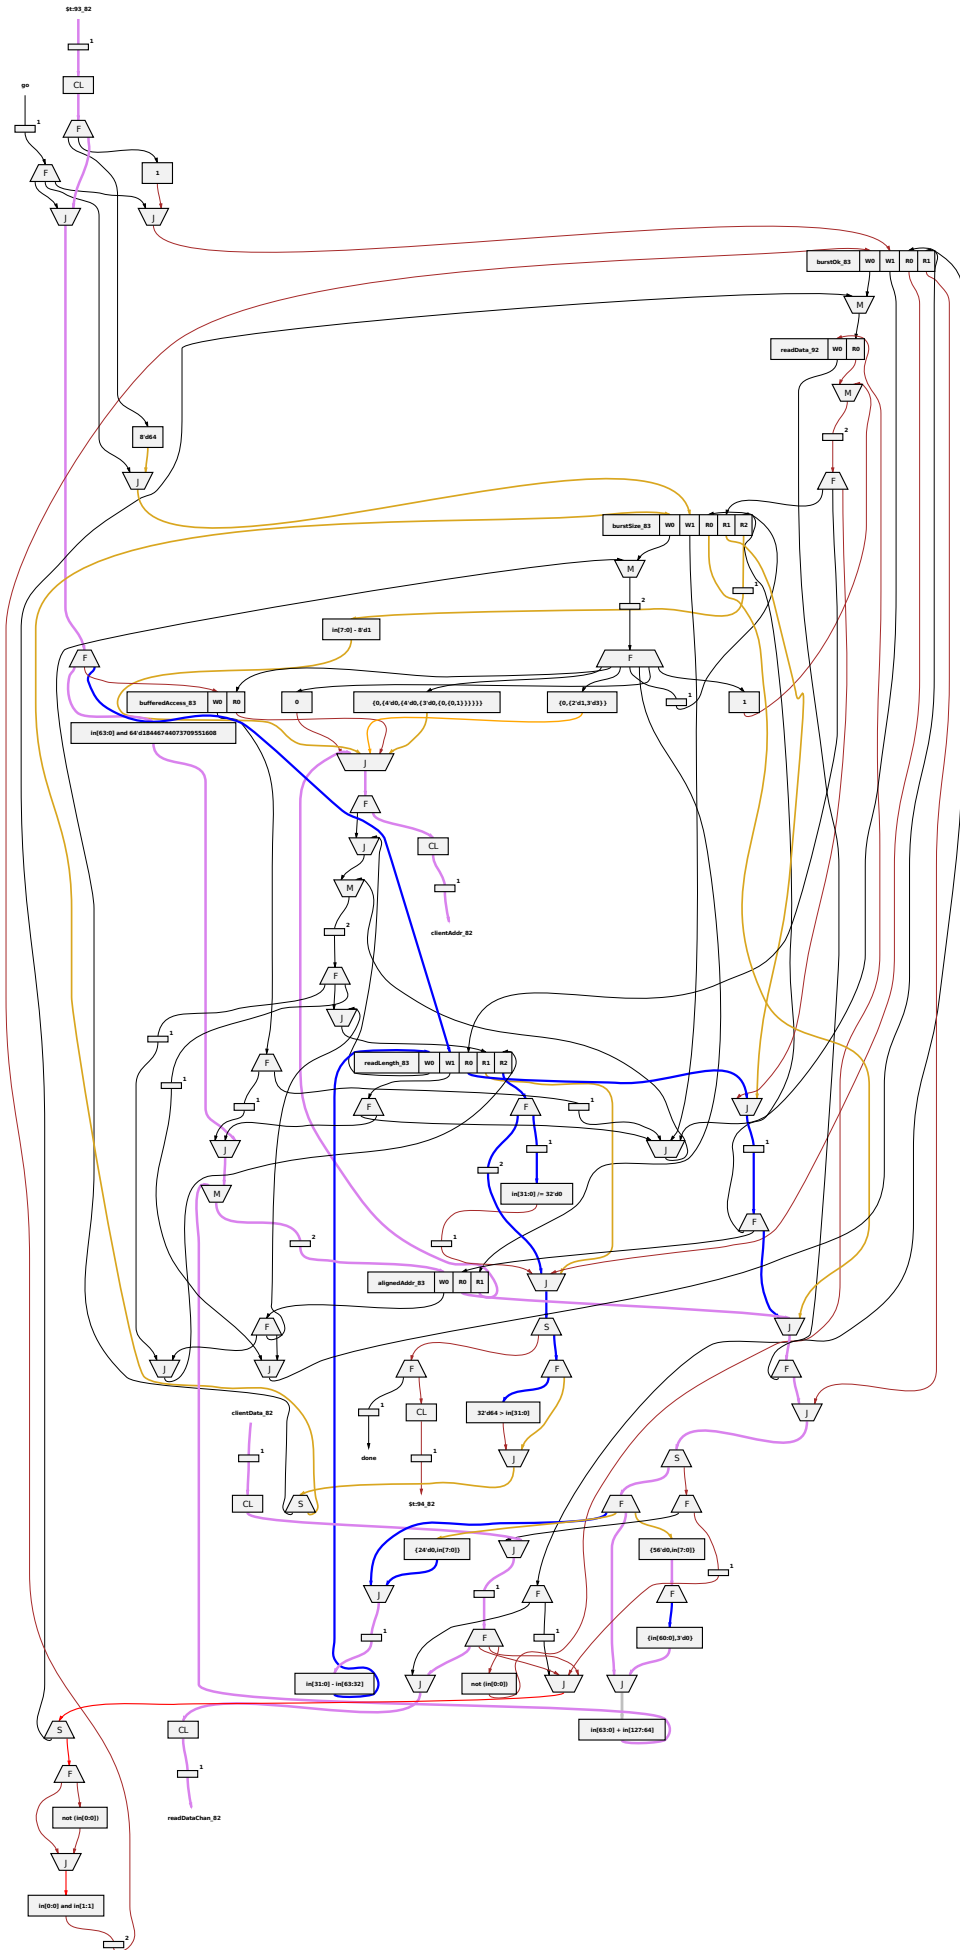 $t:93_82
1
CL
go
1
F
F
1
J
J
burstOk_83 W0 W1 R0 R1
M
readData_92 W0 R0
M
8'd64
2
J
F
burstSize_83 W0 W1 R0 R1 R2
M
1
2
in[7:0] - 8'd1
F
F
bufferedAccess_83 W0 R0
0
{0,{4'd0,{4'd0,{3'd0,{0,{0,1}}}}}}
{0,{2'd1,3'd3}}
1
1
in[63:0] and 64'd18446744073709551608
J
F
J
CL
M
1
2
clientAddr_82
F
J
1
F
readLength_83 W0 W1 R0 R1 R2
1
1
F
F
1
J
J
J
1
1
2
M
in[31:0] /= 32'd0
F
2
1
alignedAddr_83 W0 R0 R1
J
F
S
J
J
J
F
F
F
1
CL
32'd64 > in[31:0]
J
clientData_82
1
done
1
J
S
CL
S
$t:94_82
F
F
J
{24'd0,in[7:0]}
{56'd0,in[7:0]}
1
J
1
F
F
1
F
1
{in[60:0],3'd0}
in[31:0] - in[63:32]
J
not (in[0:0])
J
J
S
CL
in[63:0] + in[127:64]
F
1
not (in[0:0])
readDataChan_82
J
in[0:0] and in[1:1]
2